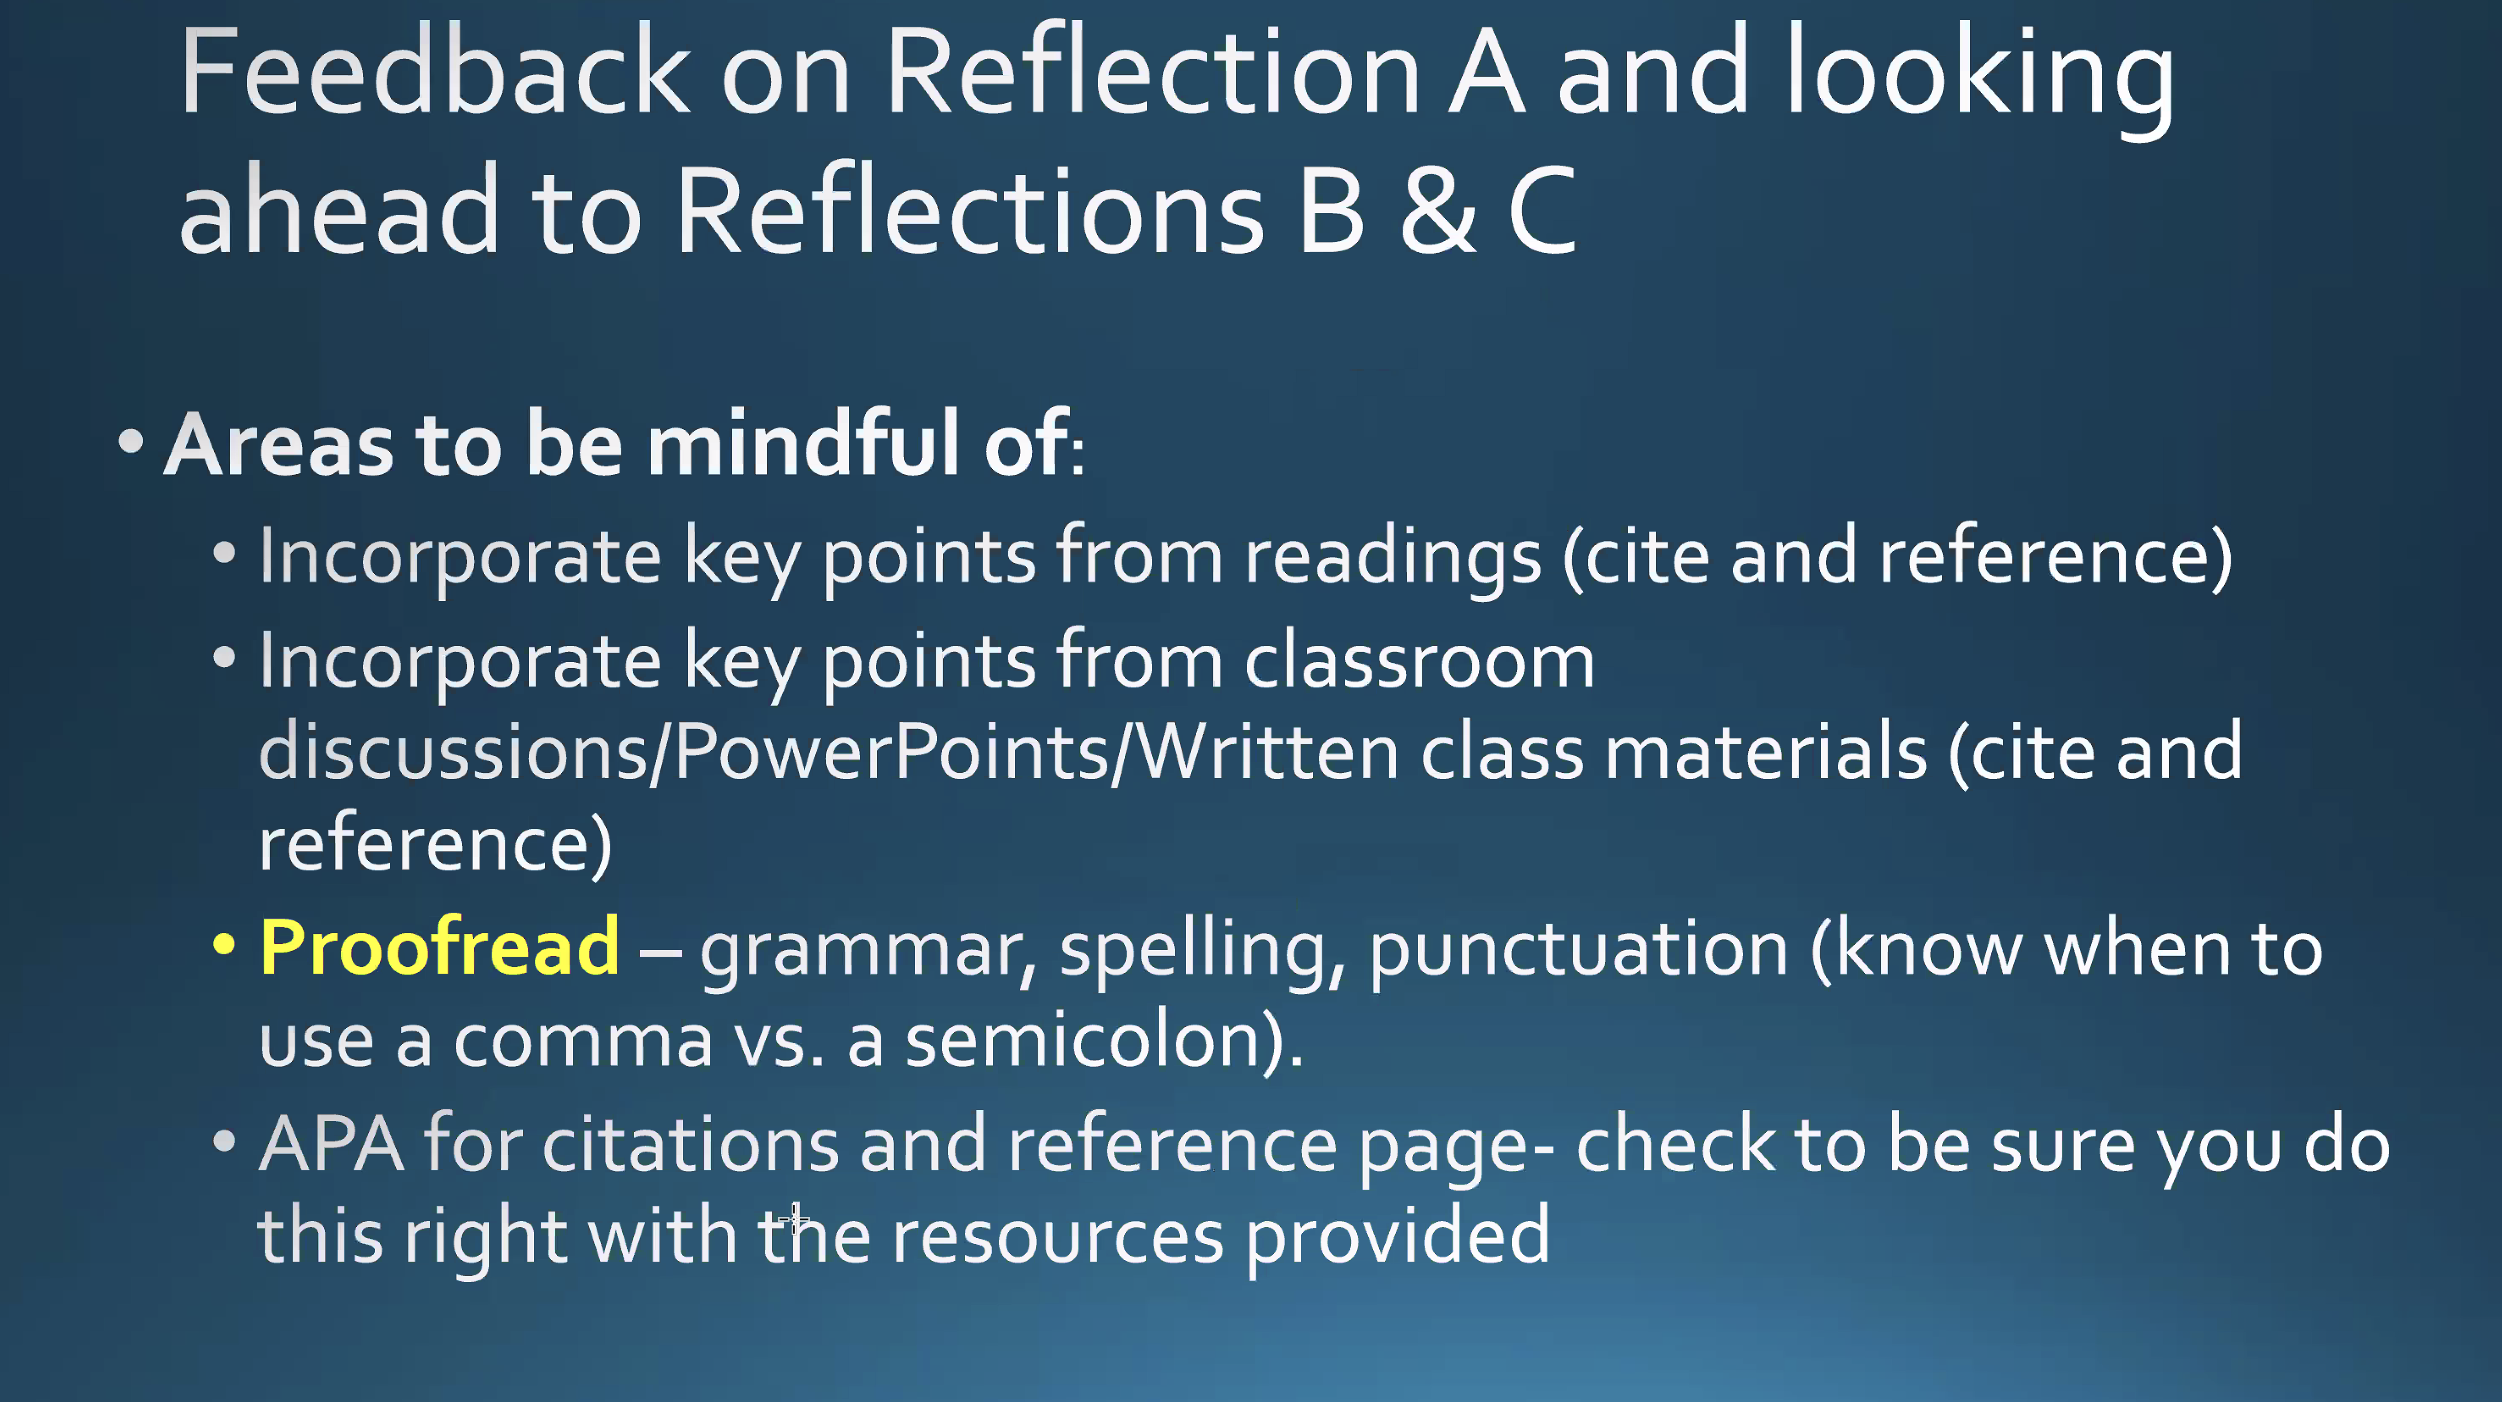 Feedback on Reflection A and looking
ahead to Reflections B & C
• Areas to be mindful of:
• Incorporate key points from readings (cite and reference)
• Incorporate key points from classroom
discussions/PowerPoints/Written class materials (cite and
reference)
• Proofread – grammar, spelling, punctuation (know when to
use a comma vs. a semicolon).
• APA for citations and reference page- check to be sure you do
this right with the resources provided